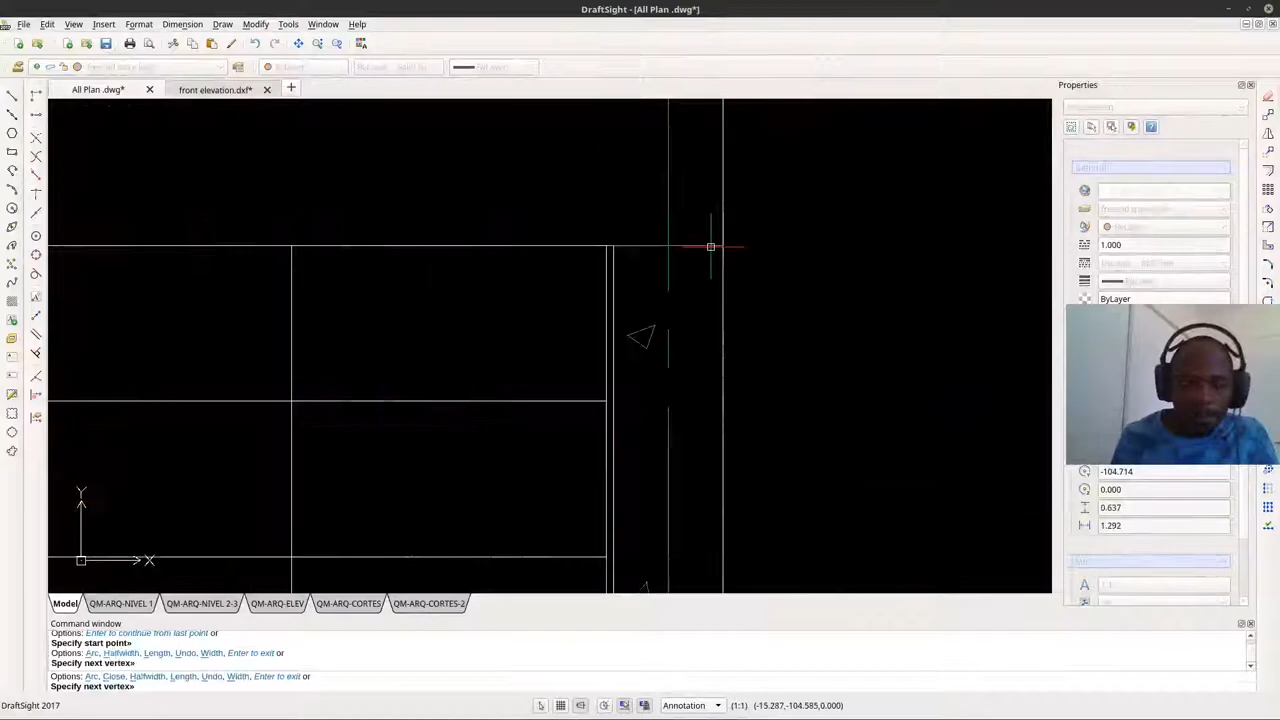 DraftSight - [All Plan .dwg*]
File Edit View Insert Format Dimension Draw Modify Tools Window Help
All Plan .dwg* front elevation.dxf*
Properties
1.000
ByLayer
-104.714
0.000
0.637
1.292
Y
X
Model QM-ARQ-NIVEL 1 QM-ARQ-NIVEL 2-3 QM-ARQ-ELEV QM-ARQ-CORTES QM-ARQ-CORTES-2
Command window
Options: Enter to continue from last point or
Specify start point»
Options: Arc, Halfwidth, Length, Undo, Width, Enter to exit or
Specify next vertex»
Options: Arc, Close, Halfwidth, Length, Undo, Width, Enter to exit or
Specify next vertex»
DraftSight 2017 Annotation (1:1) (-15.287,-104.585,0.000)